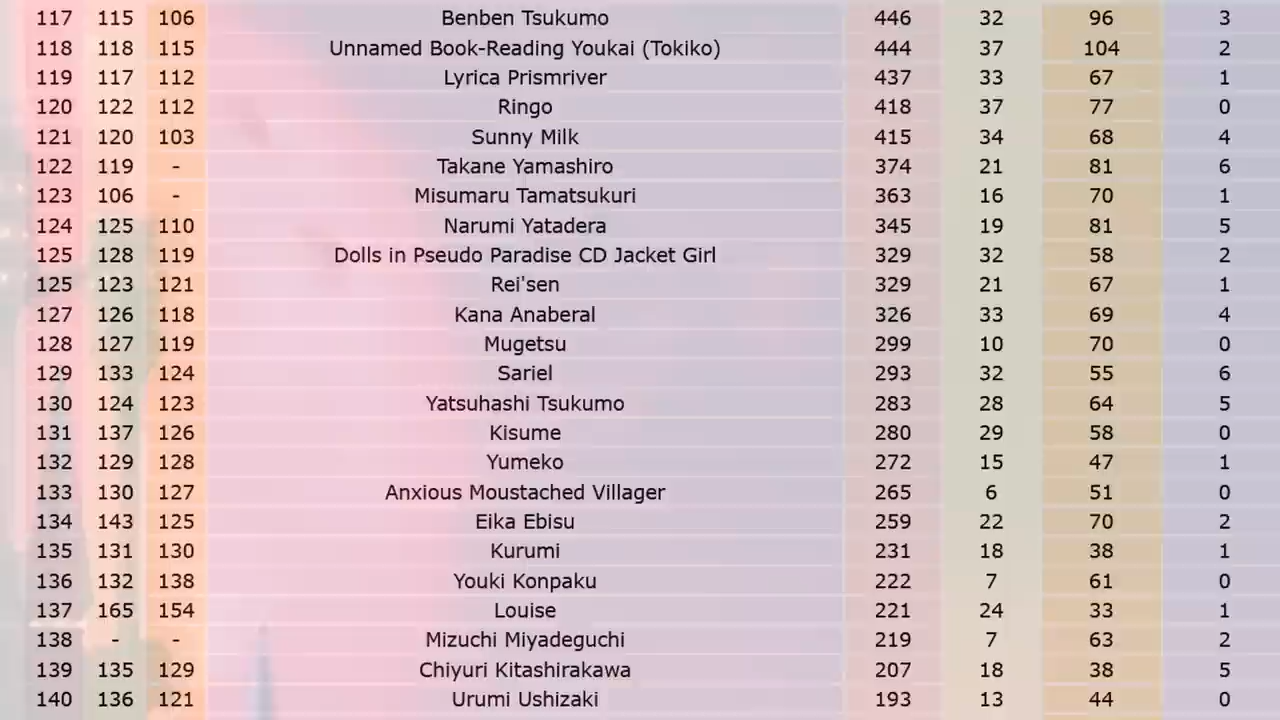 117 115 106 Benben Tsukumo 446 32 96 3
118 118 115 Unnamed Book-Reading Youkai (Tokiko) 444 37 104 2
119 117 112 Lyrica Prismriver 437 33 67 1
120 122 112 Ringo 418 37 77 0
121 120 103 Sunny Milk 415 34 68 4
122 119 - Takane Yamashiro 374 21 81 6
123 106 - Misumaru Tamatsukuri 363 16 70 1
124 125 110 Narumi Yatadera 345 19 81 5
125 128 119 Dolls in Pseudo Paradise CD Jacket Girl 329 32 58 2
125 123 121 Rei'sen 329 21 67 1
127 126 118 Kana Anaberal 326 33 69 4
128 127 119 Mugetsu 299 10 70 0
129 133 124 Sariel 293 32 55 6
130 124 123 Yatsuhashi Tsukumo 283 28 64 5
131 137 126 Kisume 280 29 58 0
132 129 128 Yumeko 272 15 47 1
133 130 127 Anxious Moustached Villager 265 6 51 0
134 143 125 Eika Ebisu 259 22 70 2
135 131 130 Kurumi 231 18 38 1
136 132 138 Youki Konpaku 222 7 61 0
137 165 154 Louise 221 24 33 1
138 - - Mizuchi Miyadeguchi 219 7 63 2
139 135 129 Chiyuri Kitashirakawa 207 18 38 5
140 136 121 Urumi Ushizaki 193 13 44 0